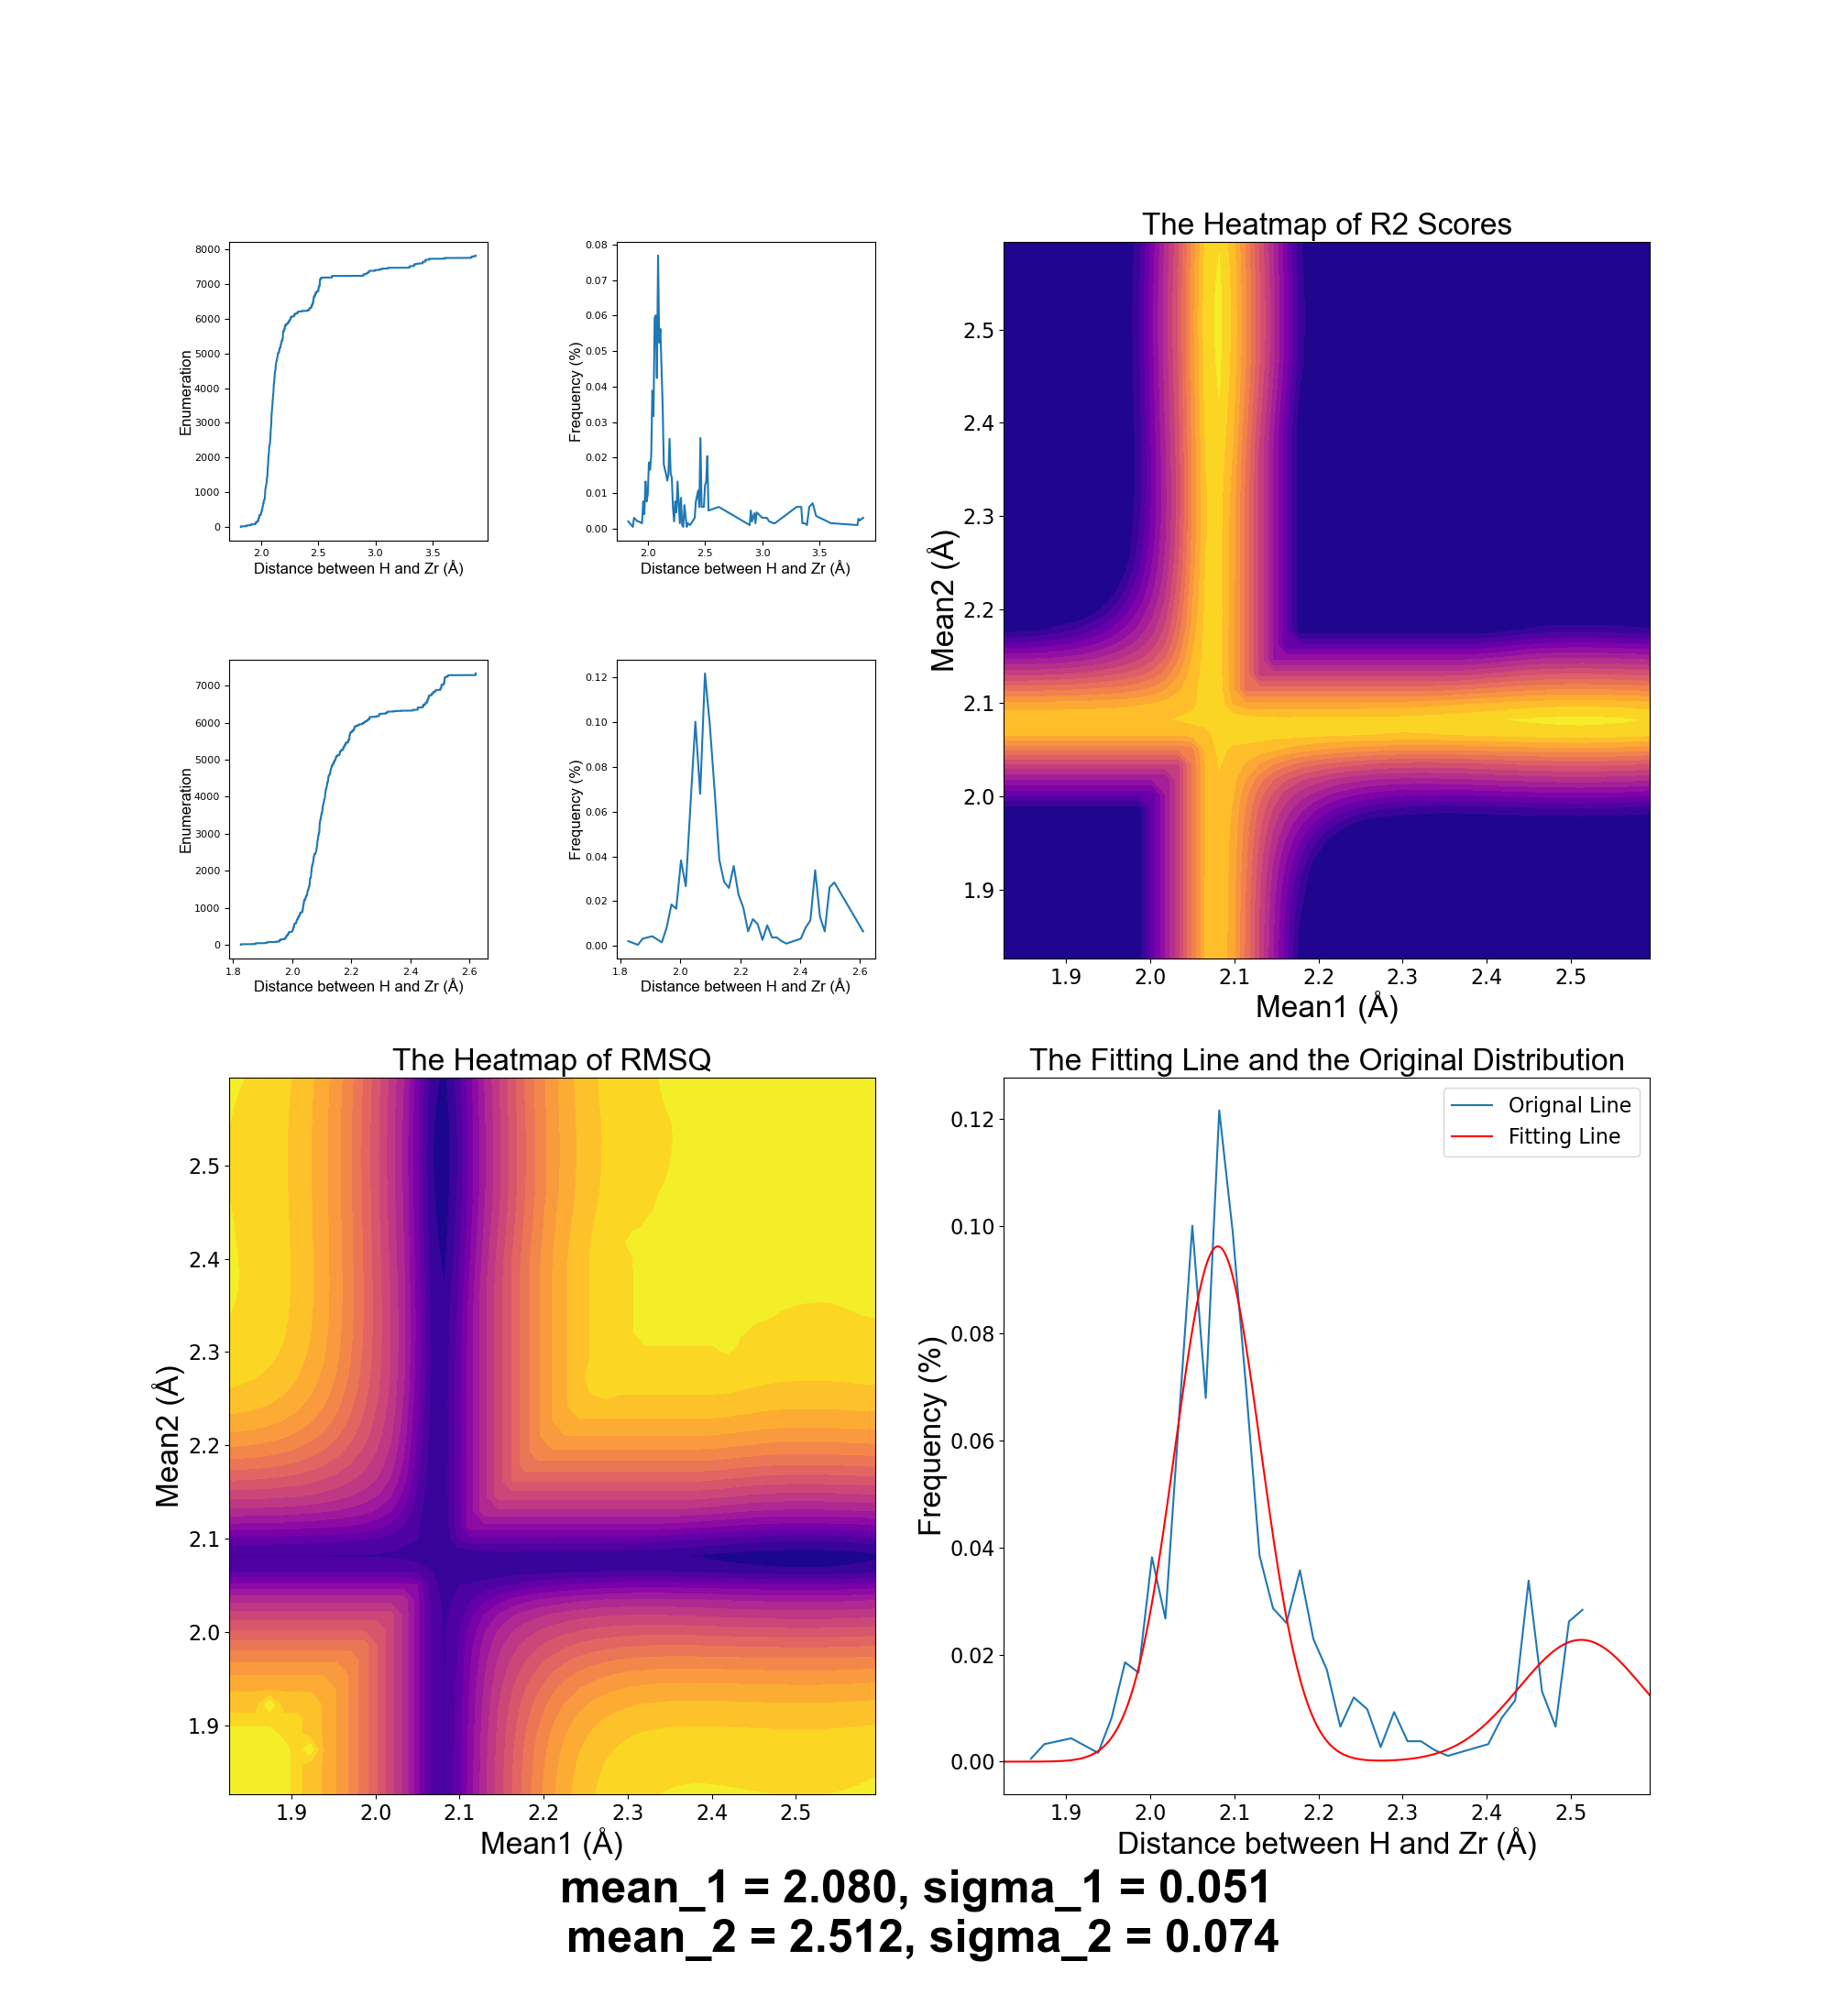 8000
7000
6000
5000
4000
3000
2000
1000
0
Enumeration
2.0 2.5 3.0 3.5
Distance between H and Zr (Å)
0.08
0.07
0.06
0.05
0.04
0.03
0.02
0.01
0.00
Frequency (%)
2.0 2.5 3.0 3.5
Distance between H and Zr (Å)
The Heatmap of R2 Scores
2.5
2.4
2.3
2.2
2.1
2.0
1.9
Mean2 (Å)
1.9 2.0 2.1 2.2 2.3 2.4 2.5
Mean1 (Å)
7000
6000
5000
4000
3000
2000
1000
0
Enumeration
1.8 2.0 2.2 2.4 2.6
Distance between H and Zr (Å)
0.12
0.10
0.08
0.06
0.04
0.02
0.00
Frequency (%)
1.8 2.0 2.2 2.4 2.6
Distance between H and Zr (Å)
The Heatmap of RMSQ
2.5
2.4
2.3
2.2
2.1
2.0
1.9
Mean2 (Å)
1.9 2.0 2.1 2.2 2.3 2.4 2.5
Mean1 (Å)
The Fitting Line and the Original Distribution
Orignal Line
Fitting Line
0.12
0.10
0.08
0.06
0.04
0.02
0.00
Frequency (%)
1.9 2.0 2.1 2.2 2.3 2.4 2.5
Distance between H and Zr (Å)
mean_1 = 2.080, sigma_1 = 0.051
mean_2 = 2.512, sigma_2 = 0.074